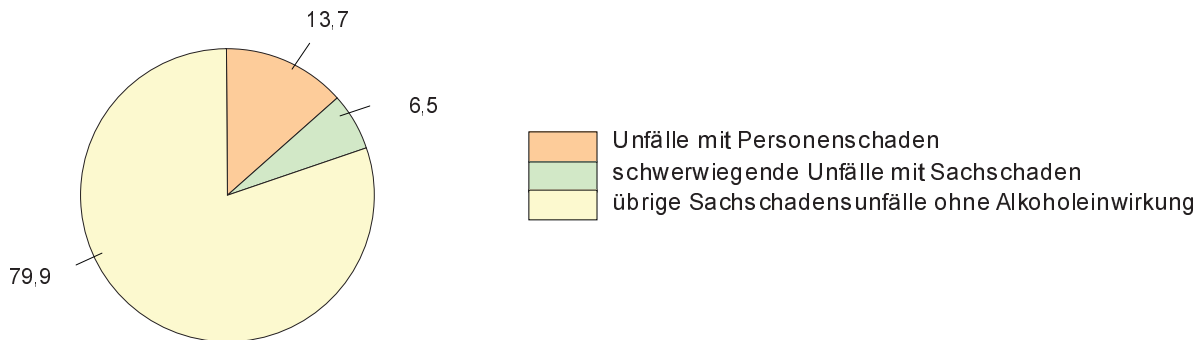 13,7
6,5
79,9
Unfälle mit Personenschaden
schwerwiegende Unfälle mit Sachschaden
übrige Sachschadensunfälle ohne Alkoholeinwirkung